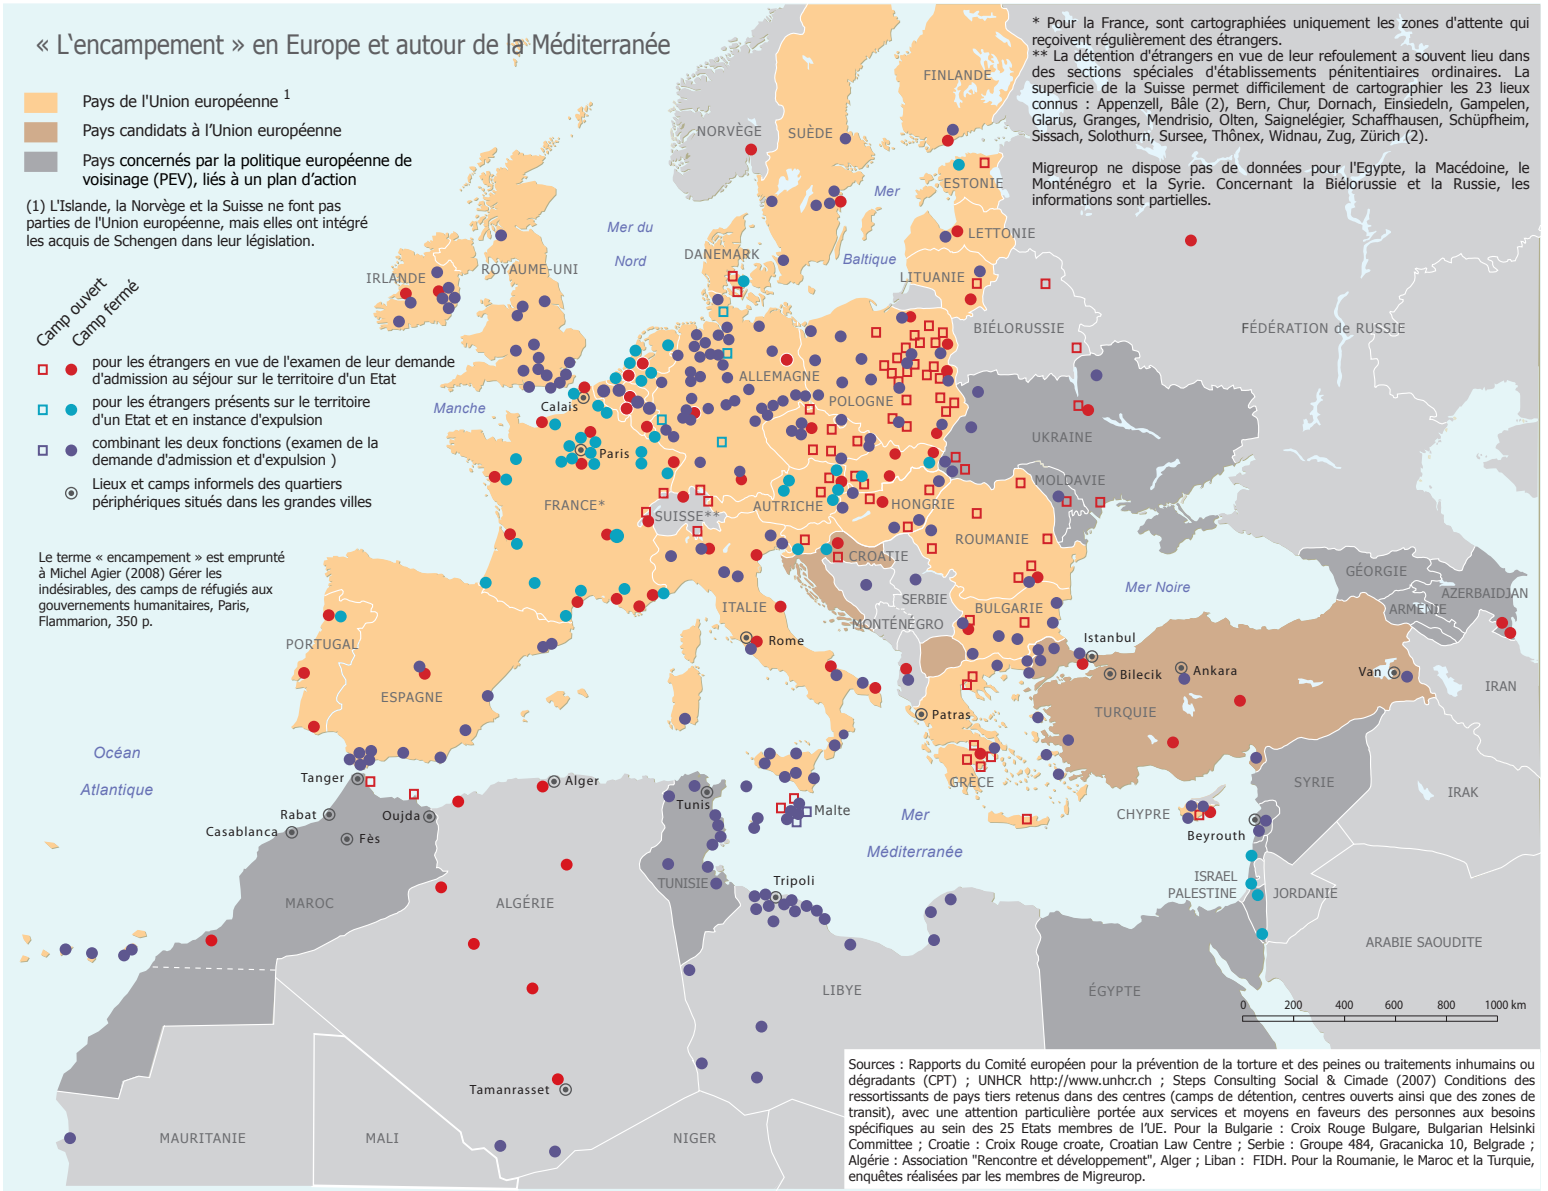 « L'encampement » en Europe et autour de la Méditerranée
Pays de l'Union européenne 1
Pays candidats à l'Union européenne
Pays concernés par la politique européenne de
voisinage (PEV), liés à un plan d'action
(1) L'Islande, la Norvège et la Suisse ne font pas
parties de l'Union européenne, mais elles ont intégré
les acquis de Schengen dans leur législation.
Camp ouvert
Camp fermé
pour les étrangers en vue de l'examen de leur demande
d'admission au séjour sur le territoire d'un Etat
pour les étrangers présents sur le territoire
d'un Etat et en instance d'expulsion
combinant les deux fonctions (examen de la
demande d'admission et d'expulsion )
Lieux et camps informels des quartiers
périphériques situés dans les grandes villes
Le terme « encampement » est emprunté
à Michel Agier (2008) Gérer les
indésirables, des camps de réfugiés aux
gouvernements humanitaires, Paris,
Flammarion, 350 p.
* Pour la France, sont cartographiées uniquement les zones d'attente qui
reçoivent régulièrement des étrangers.
** La détention d'étrangers en vue de leur refoulement a souvent lieu dans
des sections spéciales d'établissements pénitentiaires ordinaires. La
superficie de la Suisse permet difficilement de cartographier les 23 lieux
connus : Appenzell, Bâle (2), Bern, Chur, Dornach, Einsiedeln, Gampelen,
Glarus, Granges, Mendrisio, Olten, Saignelégier, Schaffhausen, Schüpfheim,
Sissach, Solothurn, Sursee, Thônex, Widnau, Zug, Zürich (2).
Migreurop ne dispose pas de données pour l'Egypte, la Macédoine, le
Monténégro et la Syrie. Concernant la Biélorussie et la Russie, les
informations sont partielles.
FINLANDE
NORVÈGE
SUÈDE
ESTONIE
Mer
Baltique
LETTONIE
LITUANIE
Mer du
Nord
DANEMARK
IRLANDE
ROYAUME-UNI
BIÉLORUSSIE
FÉDÉRATION de RUSSIE
ALLEMAGNE
POLOGNE
Manche
Calais
UKRAINE
Paris
MOLDAVIE
FRANCE*
SUISSE**
AUTRICHE
HONGRIE
ROUMANIE
CROATIE
GÉORGIE
Mer Noire
AZERBAIDJAN
ARMÉNIE
ITALIE
SERBIE
BULGARIE
MONTÉNÉGRO
PORTUGAL
Rome
Istanbul
Bilecik
Ankara
Van
ESPAGNE
IRAN
Patras
TURQUIE
Océan
Atlantique
Tanger
Alger
GRÈCE
SYRIE
IRAK
Tunis
Malte
Mer
Méditerranée
CHYPRE
Rabat
Oujda
Casablanca
Fès
Beyrouth
Tripoli
TUNISIE
ISRAEL
PALESTINE
JORDANIE
MAROC
ALGÉRIE
ARABIE SAOUDITE
LIBYE
ÉGYPTE
0 200 400 600 800 1000 km
Tamanrasset
MAURITANIE
MALI
NIGER
Sources : Rapports du Comité européen pour la prévention de la torture et des peines ou traitements inhumains ou
dégradants (CPT) ; UNHCR http://www.unhcr.ch ; Steps Consulting Social & Cimade (2007) Conditions des
ressortissants de pays tiers retenus dans des centres (camps de détention, centres ouverts ainsi que des zones de
transit), avec une attention particulière portée aux services et moyens en faveurs des personnes aux besoins
spécifiques au sein des 25 Etats membres de l'UE. Pour la Bulgarie : Croix Rouge Bulgare, Bulgarian Helsinki
Committee ; Croatie : Croix Rouge croate, Croatian Law Centre ; Serbie : Groupe 484, Gracanicka 10, Belgrade ;
Algérie : Association "Rencontre et développement", Alger ; Liban : FIDH. Pour la Roumanie, le Maroc et la Turquie,
enquêtes réalisées par les membres de Migreurop.